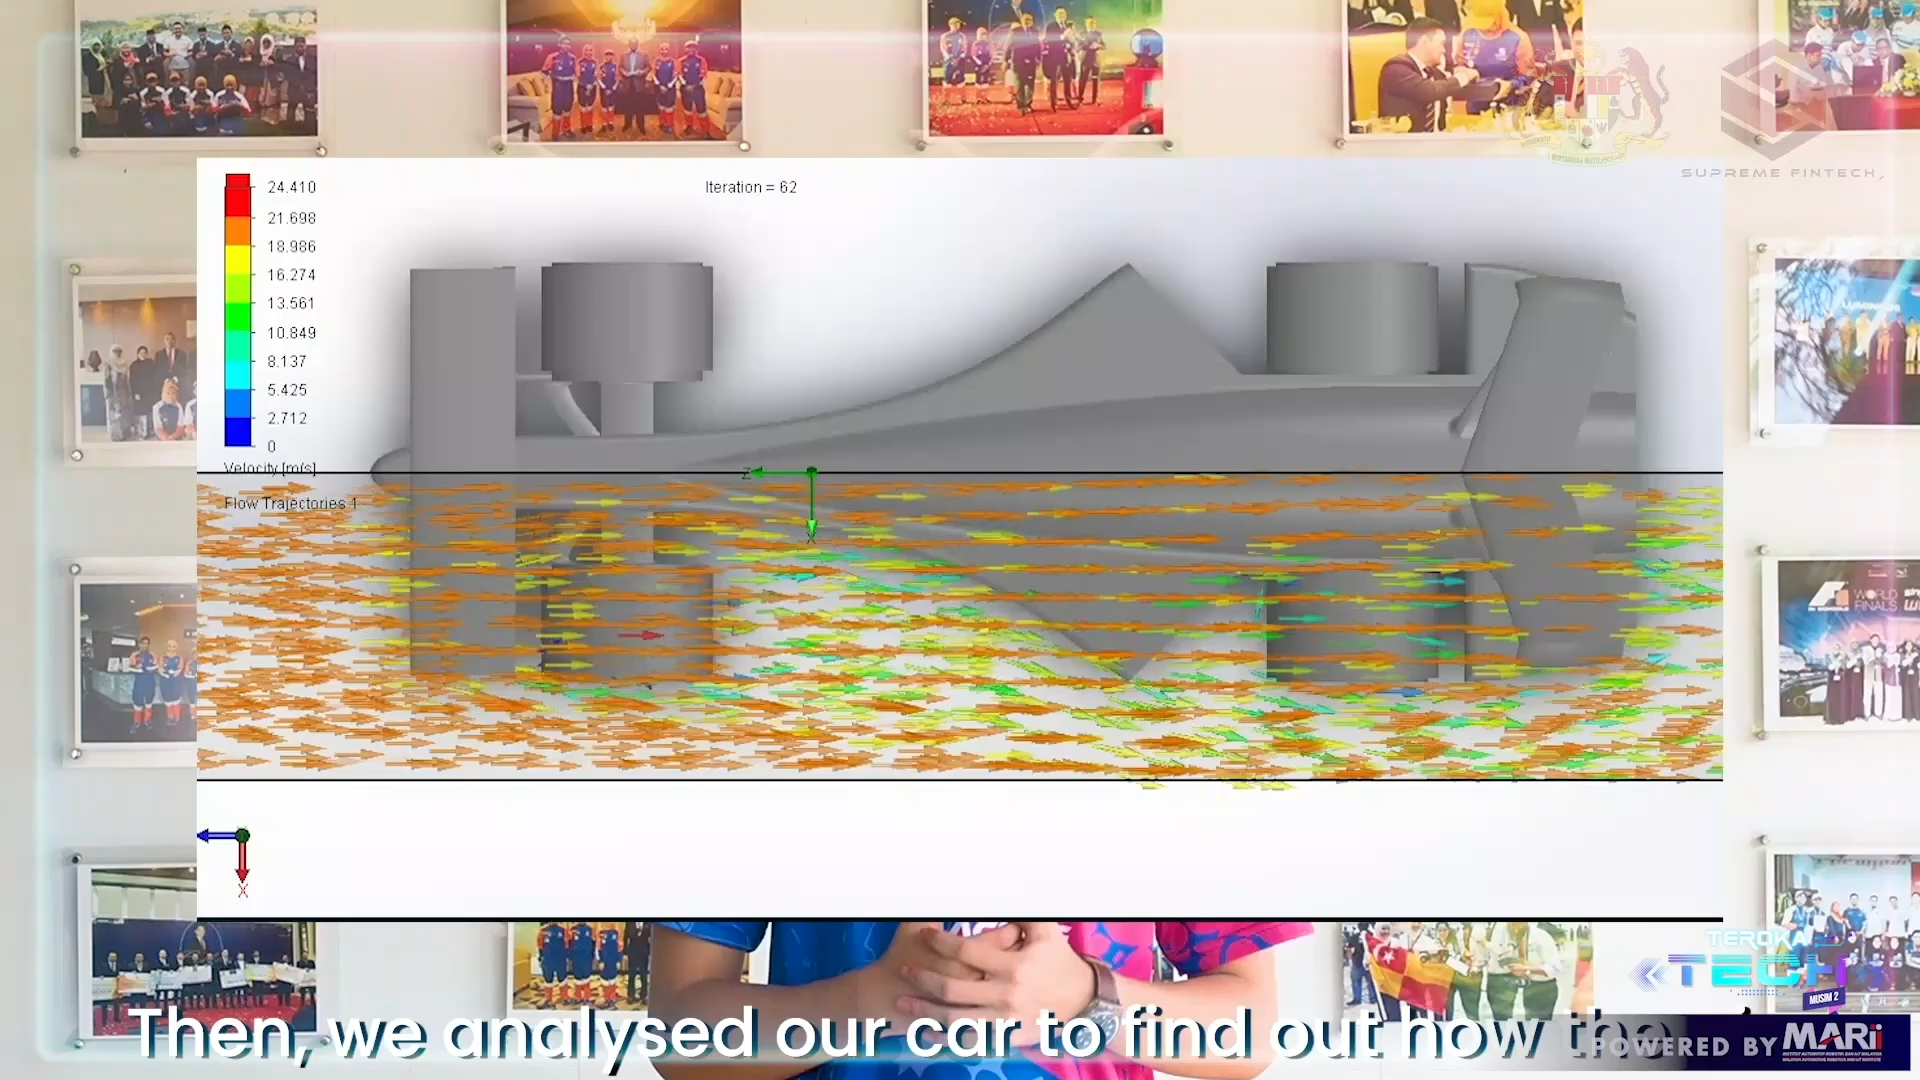 SUPREME FINTECH
24.410
21.698
18.986
16.274
13.561
10.849
8.137
5.425
2.712
0
Velocity [m/s]
Flow Trajectories 1
Iteration = 62
Z
X
X
WORLD
FINALS
TEROKA
TECH
MUSIM 2
Then, we analysed our car to find out how the
POWERED BY MARii